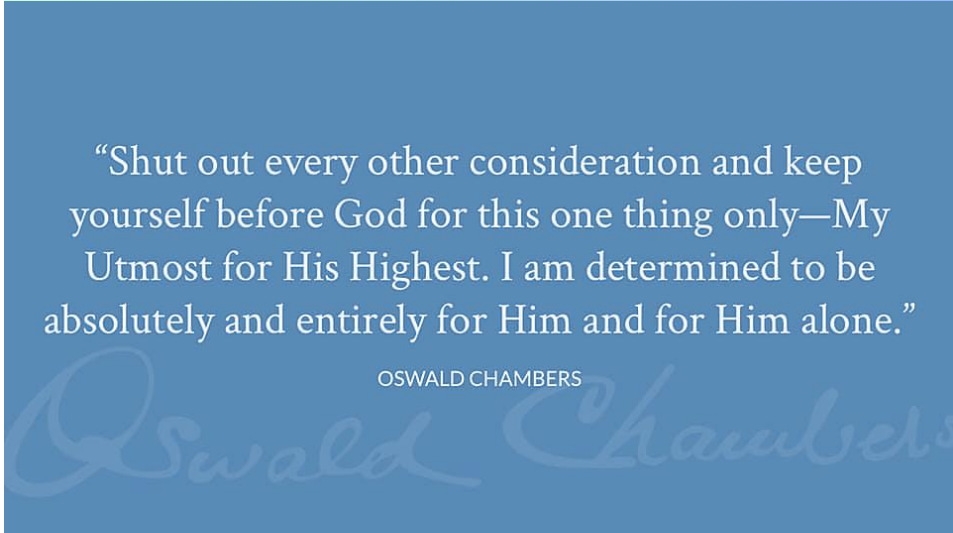 “Shut out every other consideration and keep
yourself before God for this one thing only—My
Utmost for His Highest. I am determined to be
absolutely and entirely for Him and for Him alone.”
OSWALD CHAMBERS
Oswald Chambers